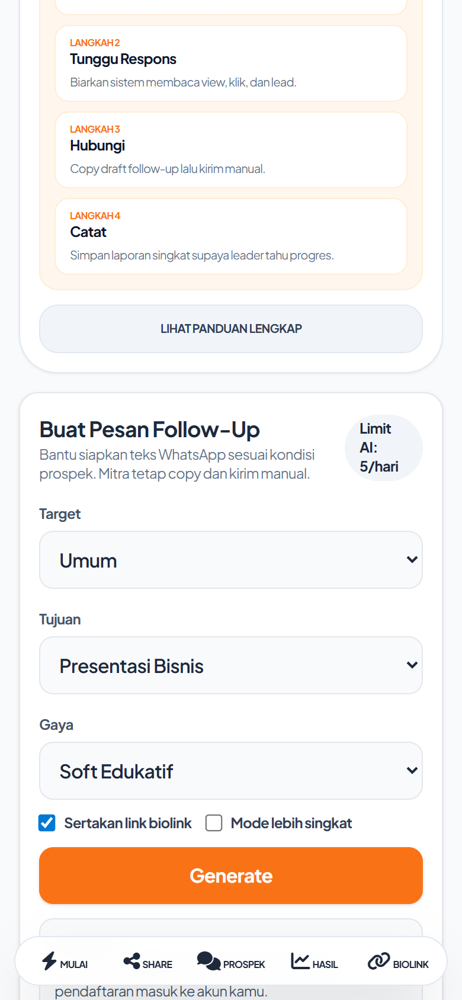 LANGKAH 2
Tunggu Respons
Biarkan sistem membaca view, klik, dan lead.
LANGKAH 3
Hubungi
Copy draft follow-up lalu kirim manual.
LANGKAH 4
Catat
Simpan laporan singkat supaya leader tahu progres.
LIHAT PANDUAN LENGKAP
Buat Pesan Follow-Up
Bantu siapkan teks WhatsApp sesuai kondisi
prospek. Mitra tetap copy dan kirim manual.
Limit
AI:
5/hari
Target
Umum
Tujuan
Presentasi Bisnis
Gaya
Soft Edukatif
Sertakan link biolink
Mode lebih singkat
Generate
MULAI
SHARE
PROSPEK
HASIL
BIOLINK
pendaftaran masuk ke akun kamu.